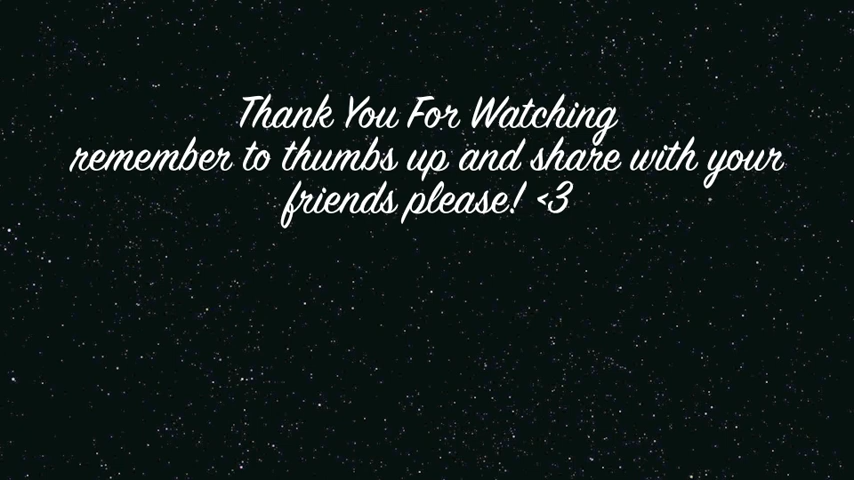 Thank You For Watching
remember to thumbs up and share with your
friends please! <3